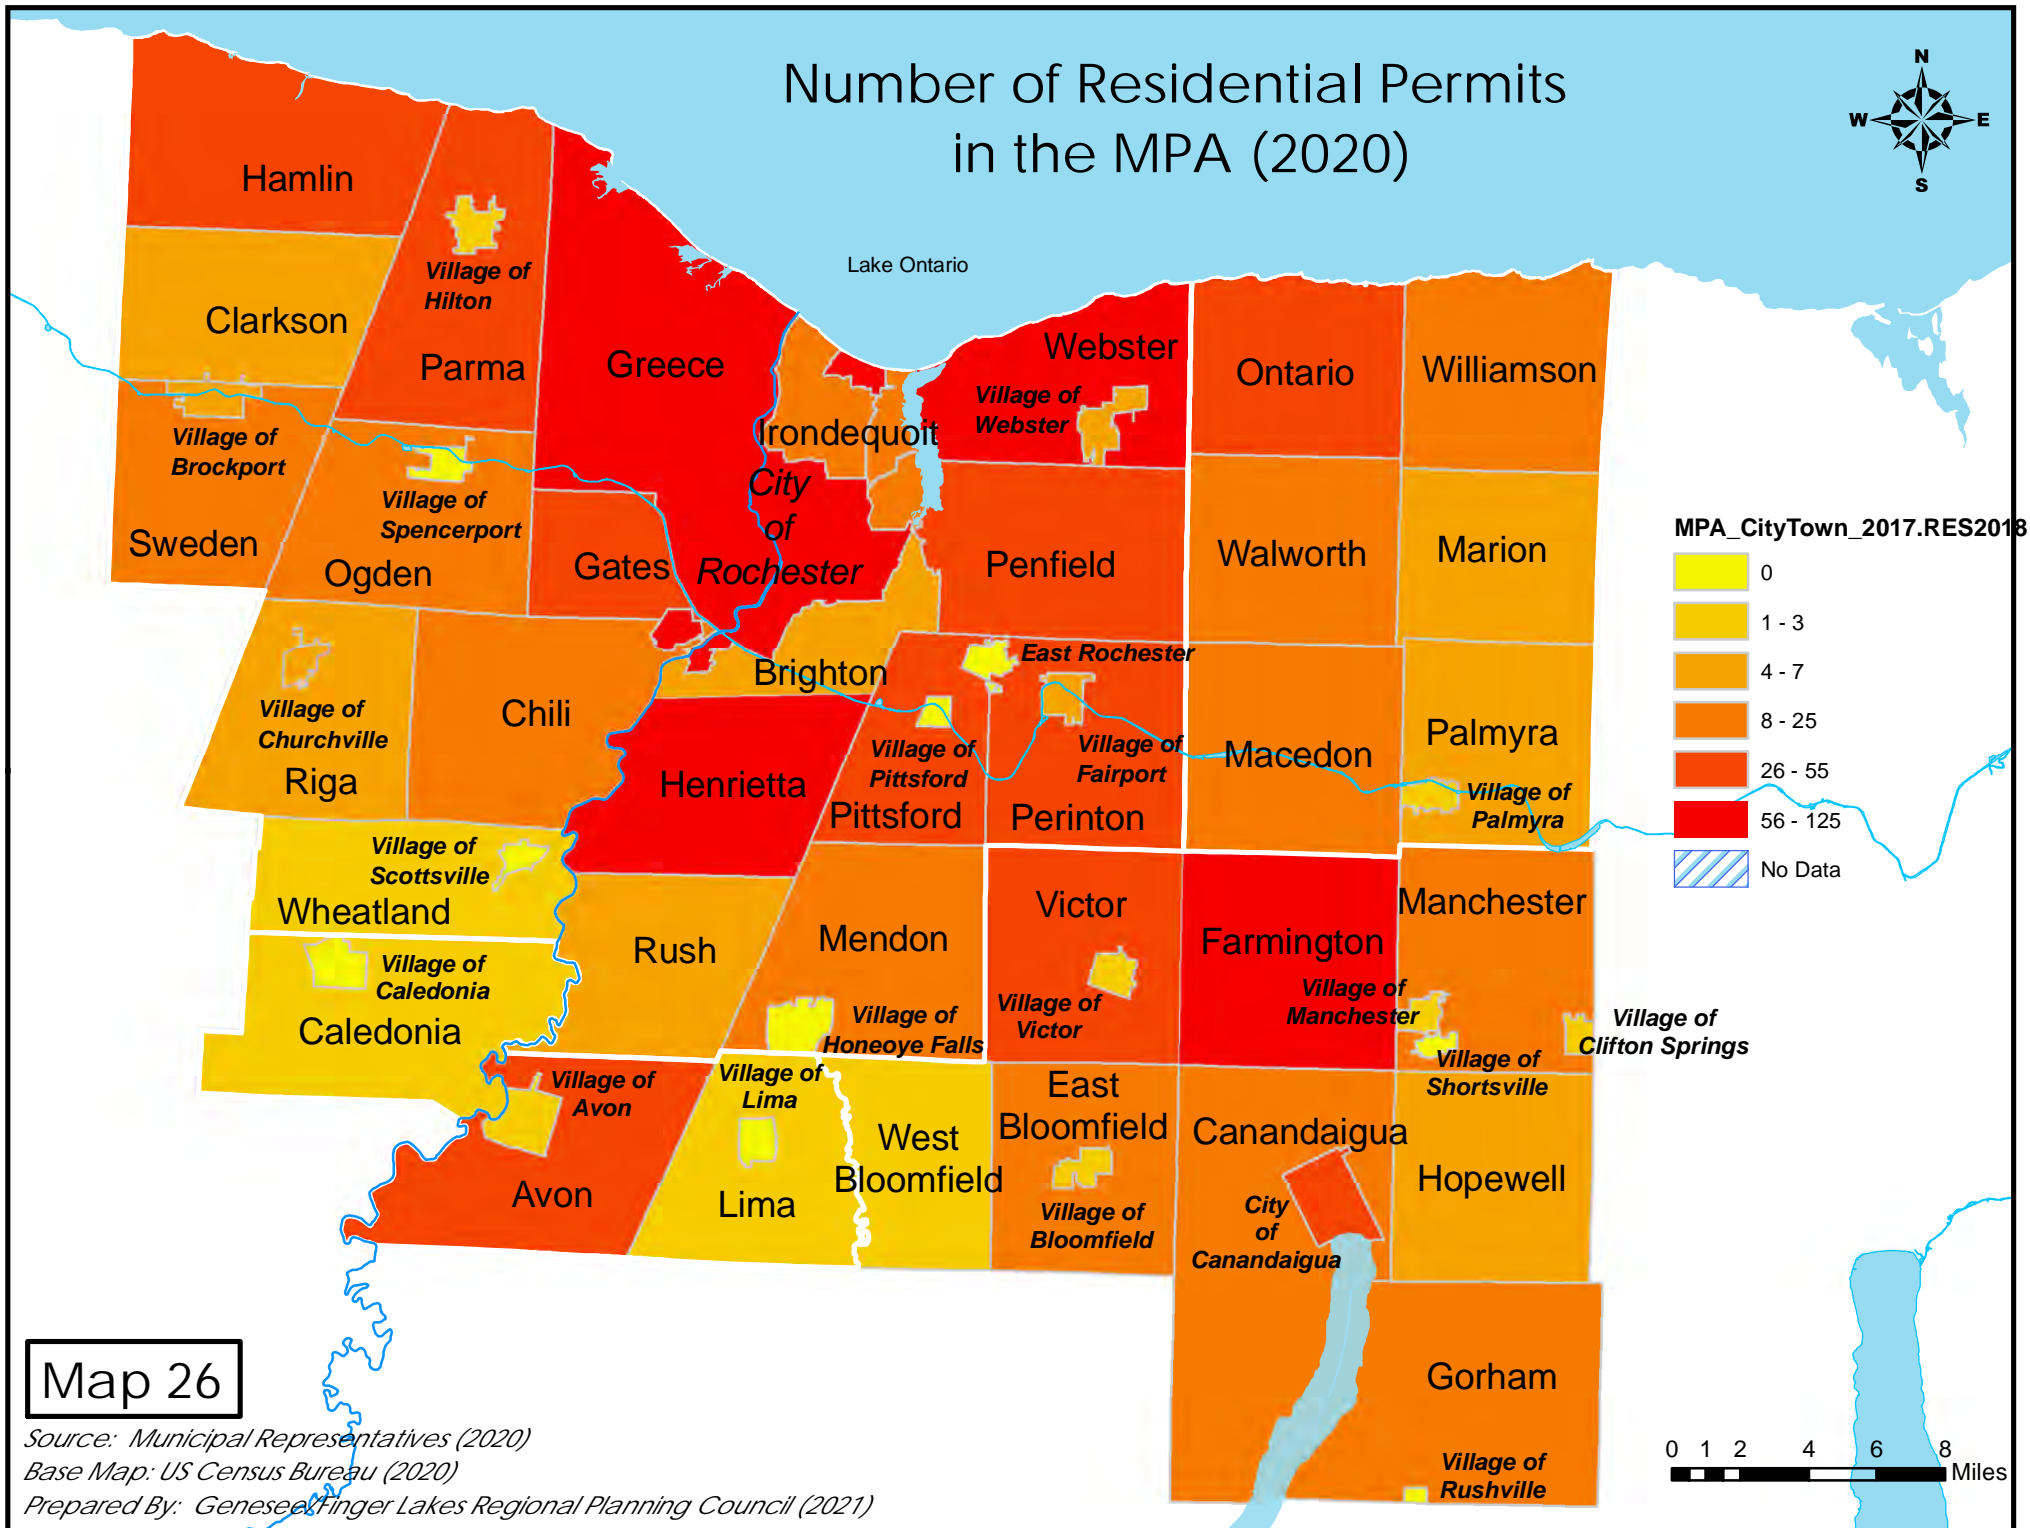 Number of Residential Permits
in the MPA (2020)
N
W
E
S
Lake Ontario
Hamlin
Village of
Hilton
Clarkson
Parma
Greece
Webster
Village of
Webster
Ontario
Williamson
Village of
Brockport
Irondequoit
City
of
Rochester
Village of
Spencerport
Sweden
Ogden
Gates
Penfield
Walworth
Marion
East Rochester
Brighton
Chili
Village of
Churchville
Riga
Henrietta
Village of
Pittsford
Pittsford
Village of
Fairport
Perinton
Macedon
Palmyra
Village of
Palmyra
Village of
Scottsville
Wheatland
Rush
Mendon
Victor
Farmington
Manchester
Village of
Caledonia
Caledonia
Village of
Honeoye Falls
Village of
Victor
Village of
Manchester
Village of
Clifton Springs
Village of
Shortsville
Village of
Avon
Avon
Village of
Lima
Lima
West
Bloomfield
East
Bloomfield
Village of
Bloomfield
Canandaigua
City
of
Canandaigua
Hopewell
Gorham
Village of
Rushville
MPA_CityTown_2017.RES2018
0
1 - 3
4 - 7
8 - 25
26 - 55
56 - 125
No Data
Map 26
Source: Municipal Representatives (2020)
Base Map: US Census Bureau (2020)
Prepared By: Genesee/Finger Lakes Regional Planning Council (2021)
0 1 2 4 6 8
Miles